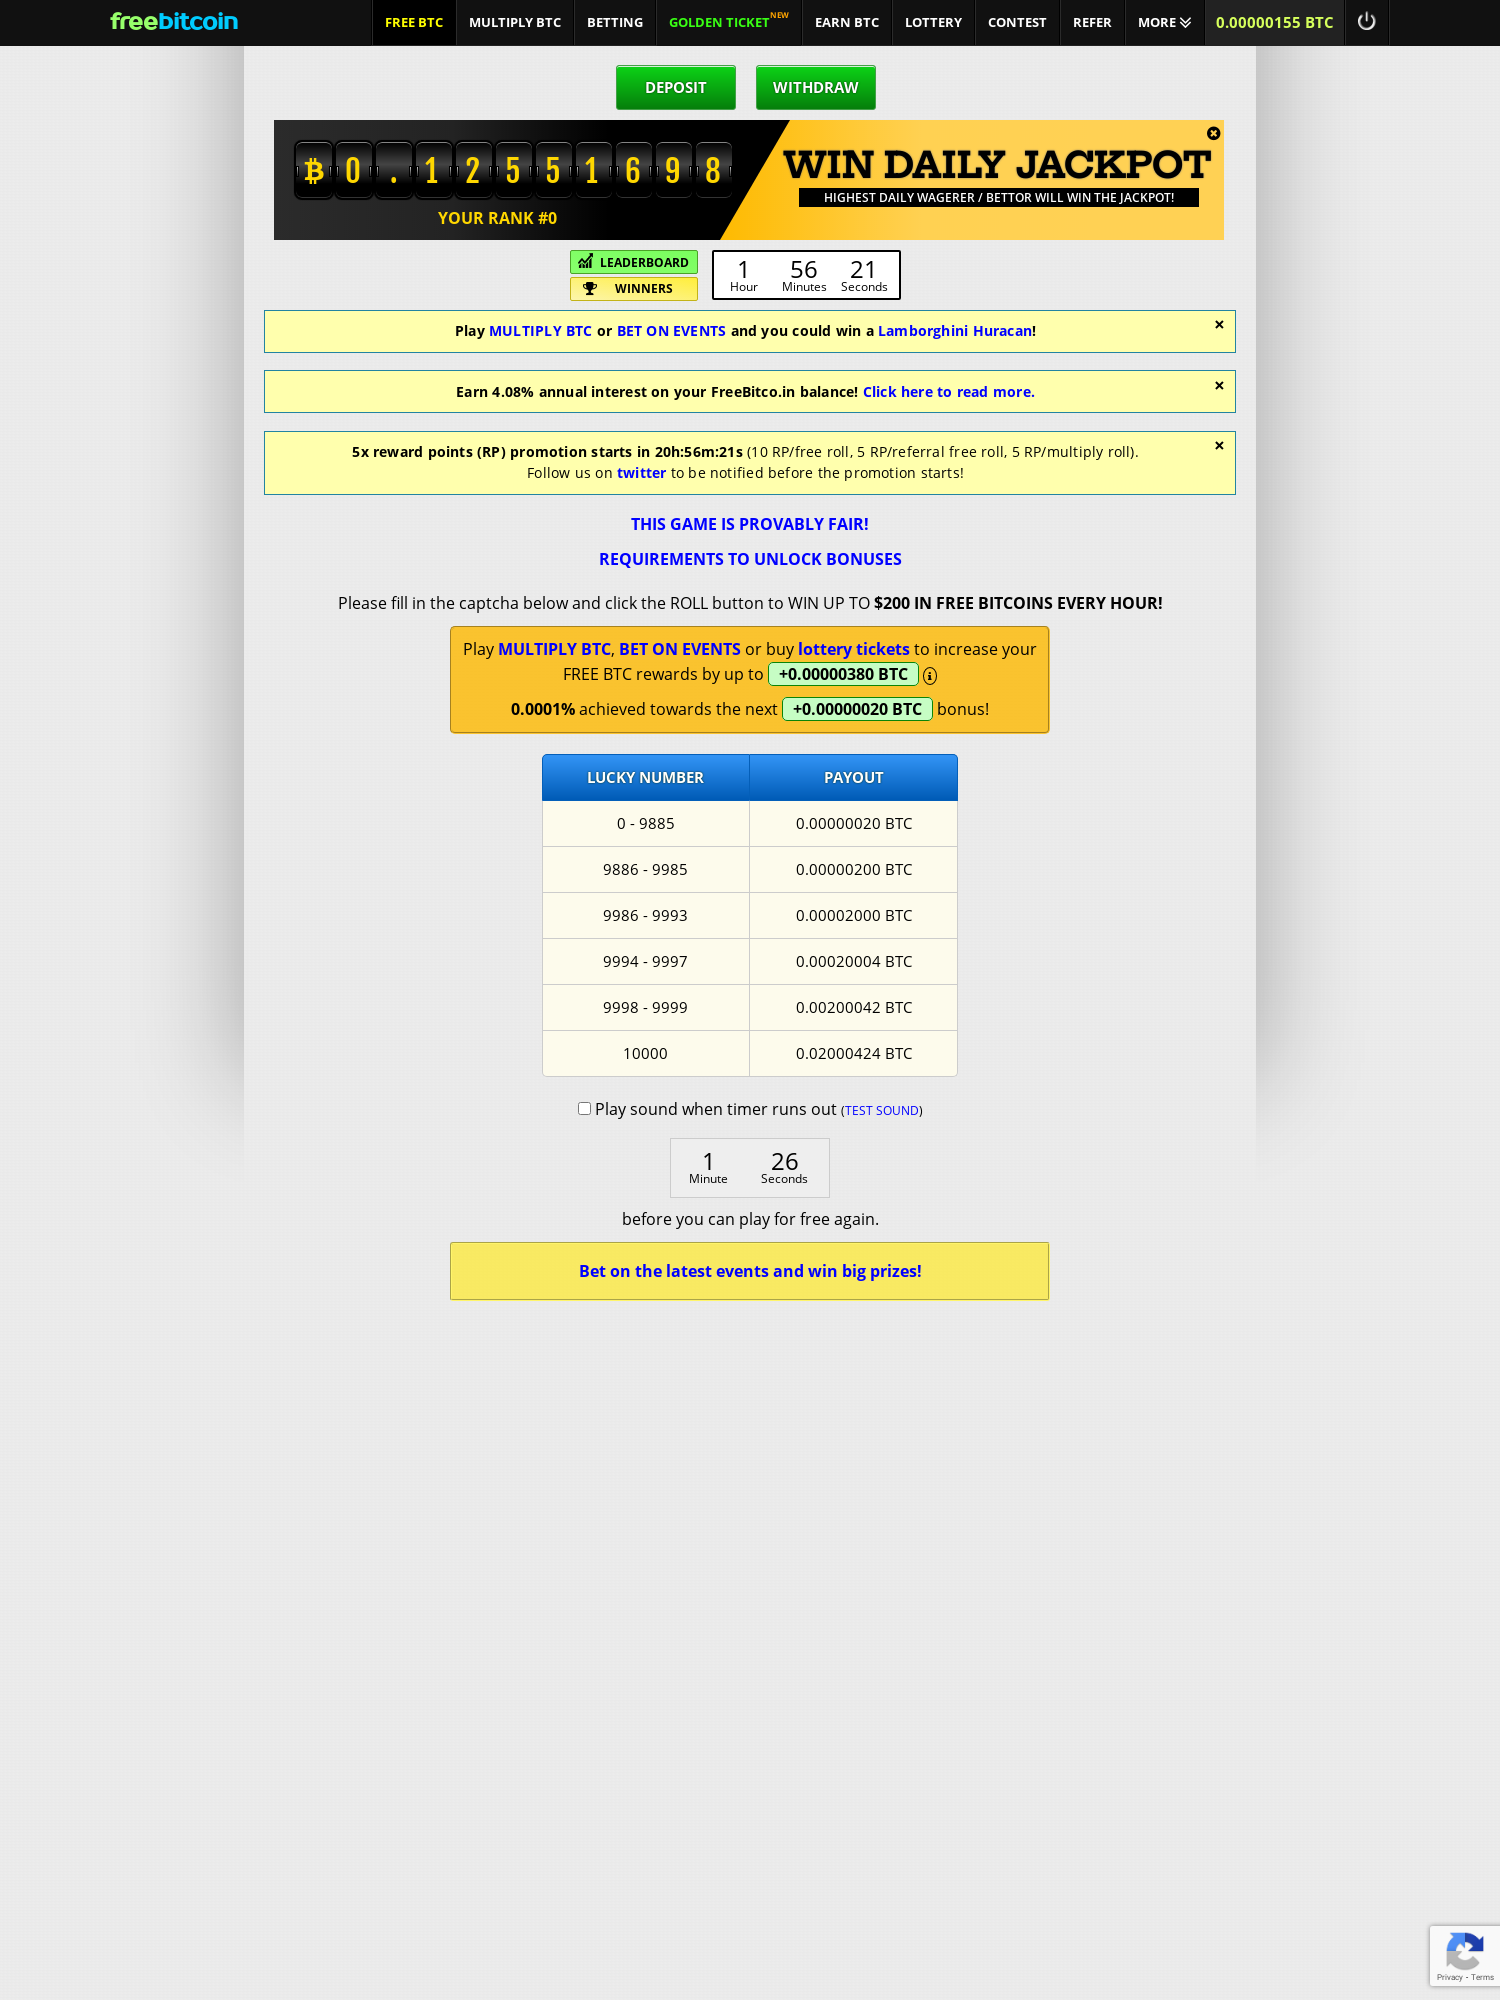 freebitcoin
FREE BTC MULTIPLY BTC BETTING GOLDEN TICKET NEW EARN BTC LOTTERY CONTEST REFER MORE 0.00000155 BTC
DEPOSIT WITHDRAW
₿0.12551698
YOUR RANK #0
WIN DAILY JACKPOT
HIGHEST DAILY WAGERER / BETTOR WILL WIN THE JACKPOT!
LEADERBOARD
WINNERS
1 56 21
Hour Minutes Seconds
Play MULTIPLY BTC or BET ON EVENTS and you could win a Lamborghini Huracan!
Earn 4.08% annual interest on your FreeBitco.in balance! Click here to read more.
5x reward points (RP) promotion starts in 20h:56m:21s (10 RP/free roll, 5 RP/referral free roll, 5 RP/multiply roll).
Follow us on twitter to be notified before the promotion starts!
THIS GAME IS PROVABLY FAIR!
REQUIREMENTS TO UNLOCK BONUSES
Please fill in the captcha below and click the ROLL button to WIN UP TO $200 IN FREE BITCOINS EVERY HOUR!
Play MULTIPLY BTC, BET ON EVENTS or buy lottery tickets to increase your
FREE BTC rewards by up to +0.00000380 BTC
0.0001% achieved towards the next +0.00000020 BTC bonus!
LUCKY NUMBER PAYOUT
0 - 9885 0.00000020 BTC
9886 - 9985 0.00000200 BTC
9986 - 9993 0.00002000 BTC
9994 - 9997 0.00020004 BTC
9998 - 9999 0.00200042 BTC
10000 0.02000424 BTC
Play sound when timer runs out (TEST SOUND)
1 26
Minute Seconds
before you can play for free again.
Bet on the latest events and win big prizes!
Privacy - Terms